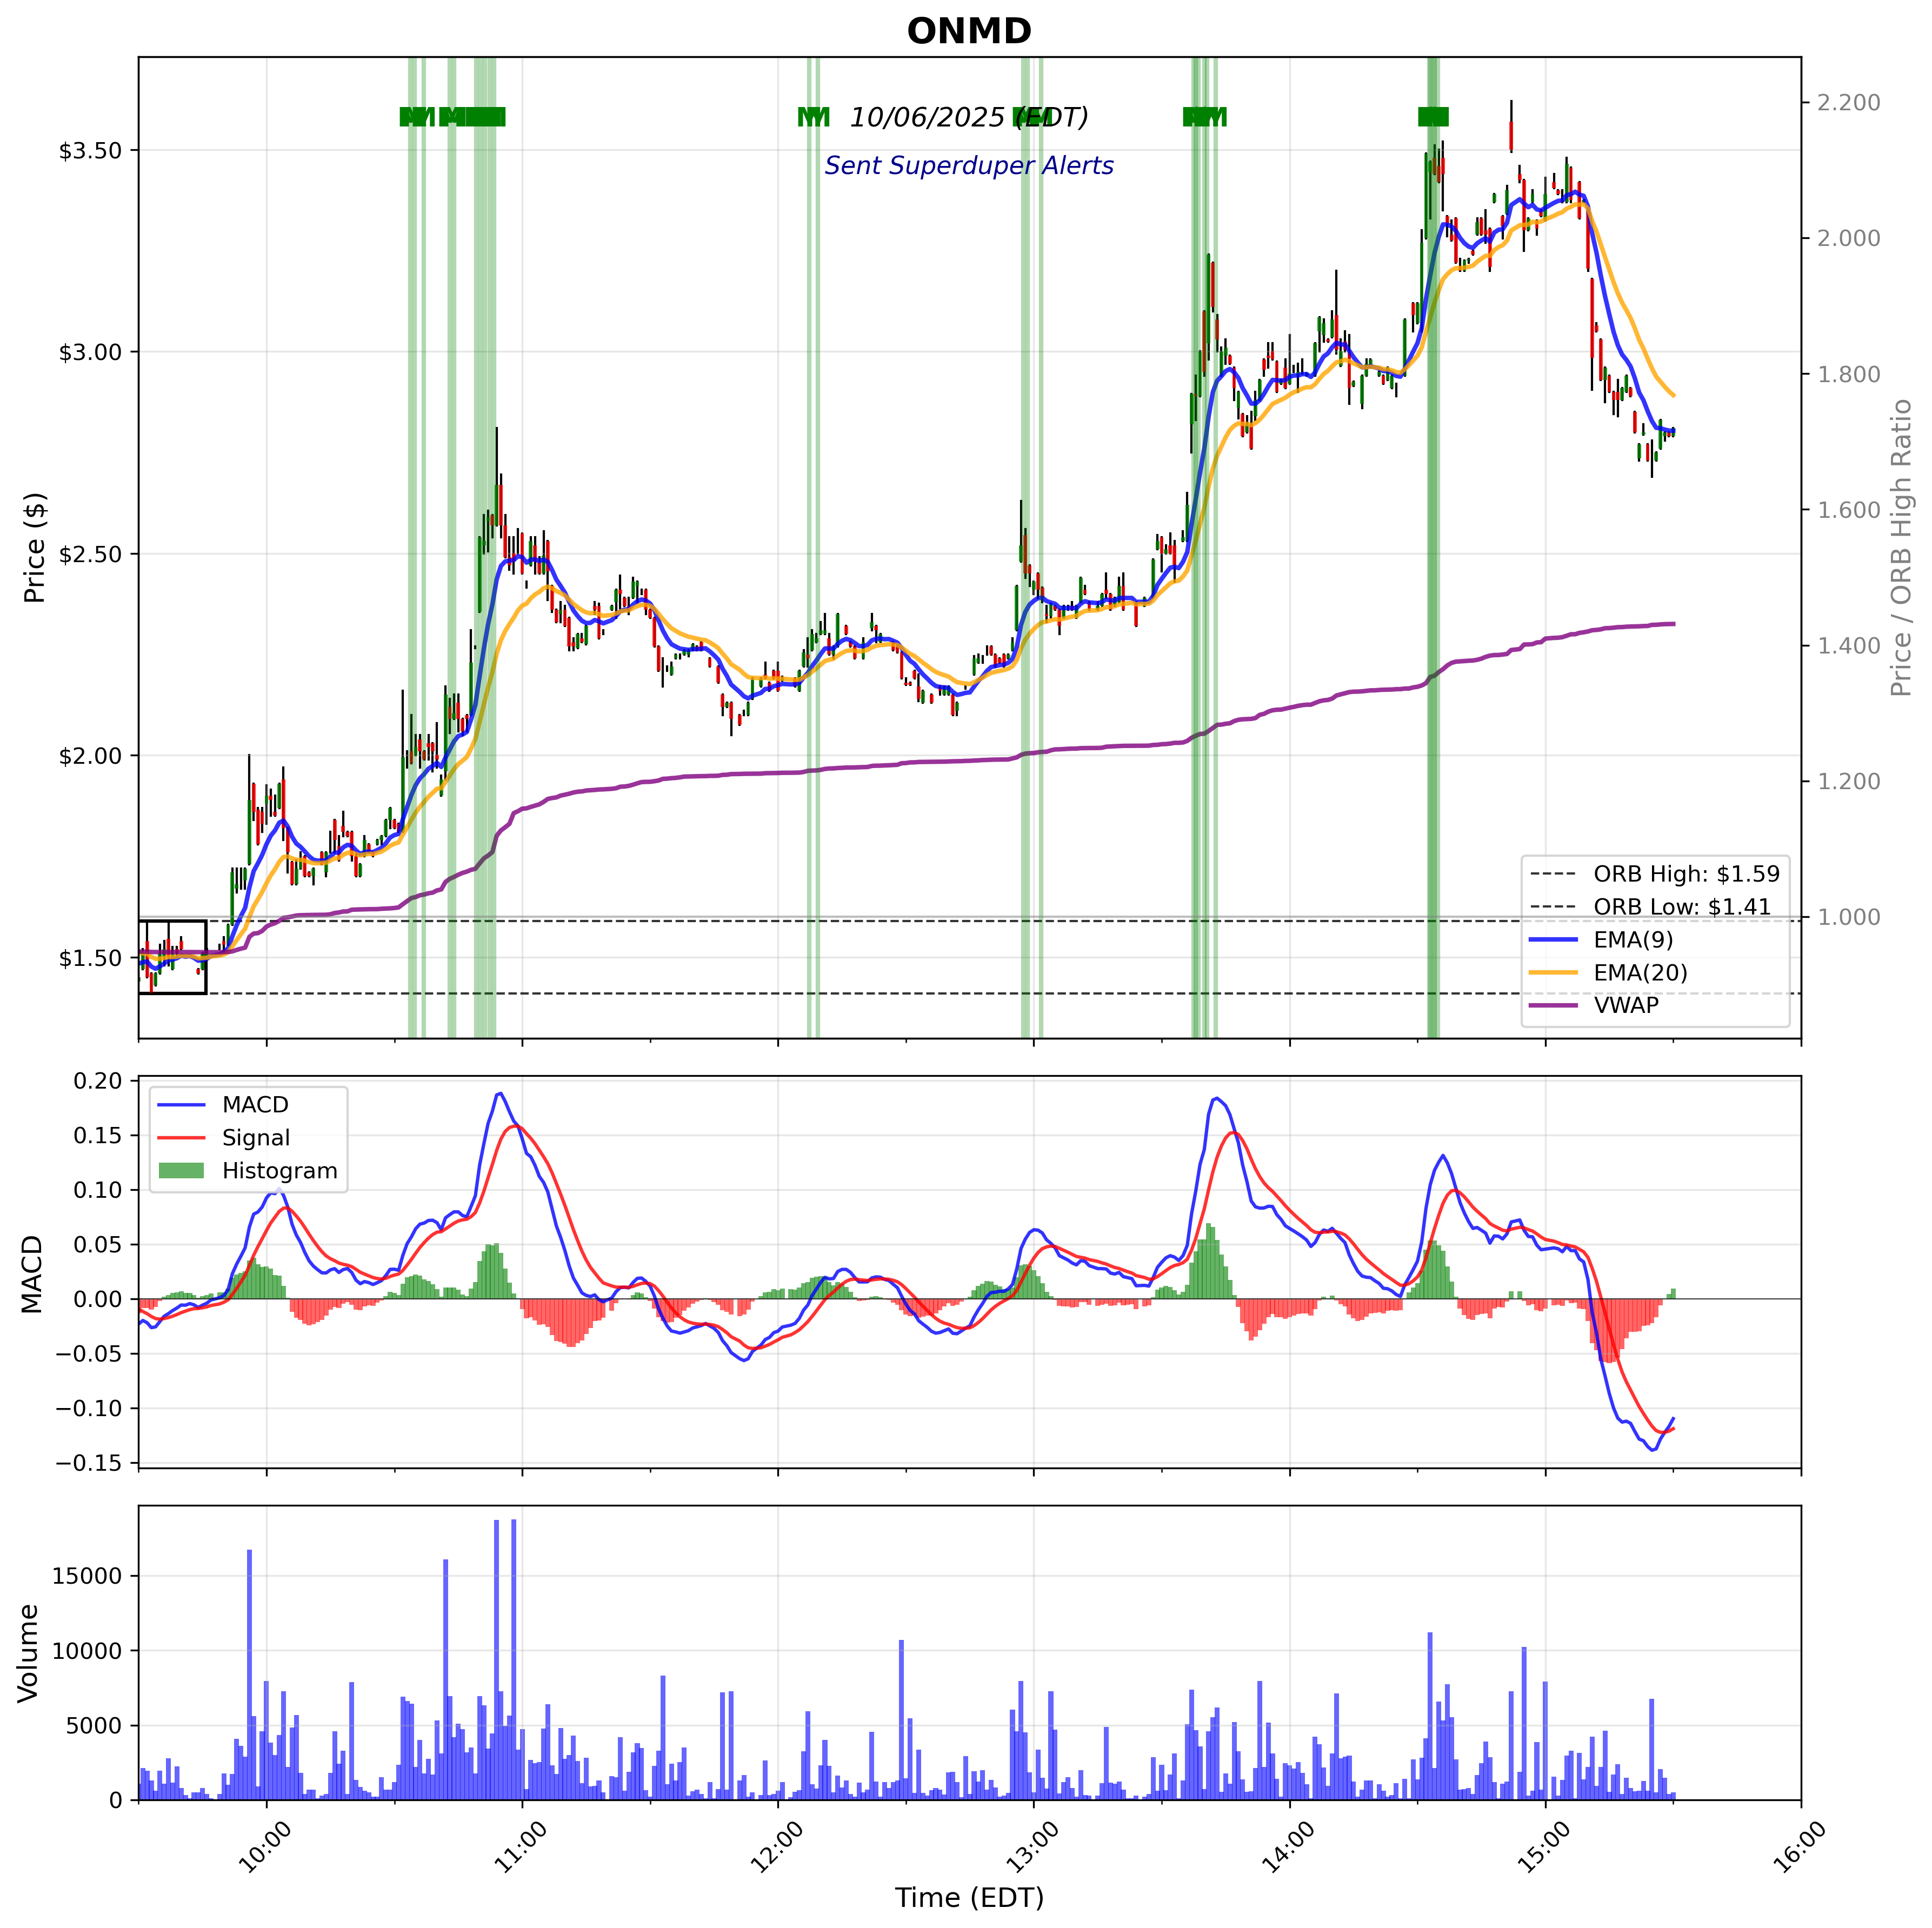 ONMD
10/06/2025 (EDT)
Sent Superduper Alerts
Price ($)
$3.50
$3.00
$2.50
$2.00
$1.50
2.200
2.000
1.800
1.600
1.400
1.200
1.000
Price / ORB High Ratio
ORB High: $1.59
ORB Low: $1.41
EMA(9)
EMA(20)
VWAP
MACD
0.20
0.15
0.10
0.05
0.00
−0.05
−0.10
−0.15
MACD
Signal
Histogram
Volume
15000
10000
5000
0
10:00
11:00
12:00
13:00
14:00
15:00
16:00
Time (EDT)